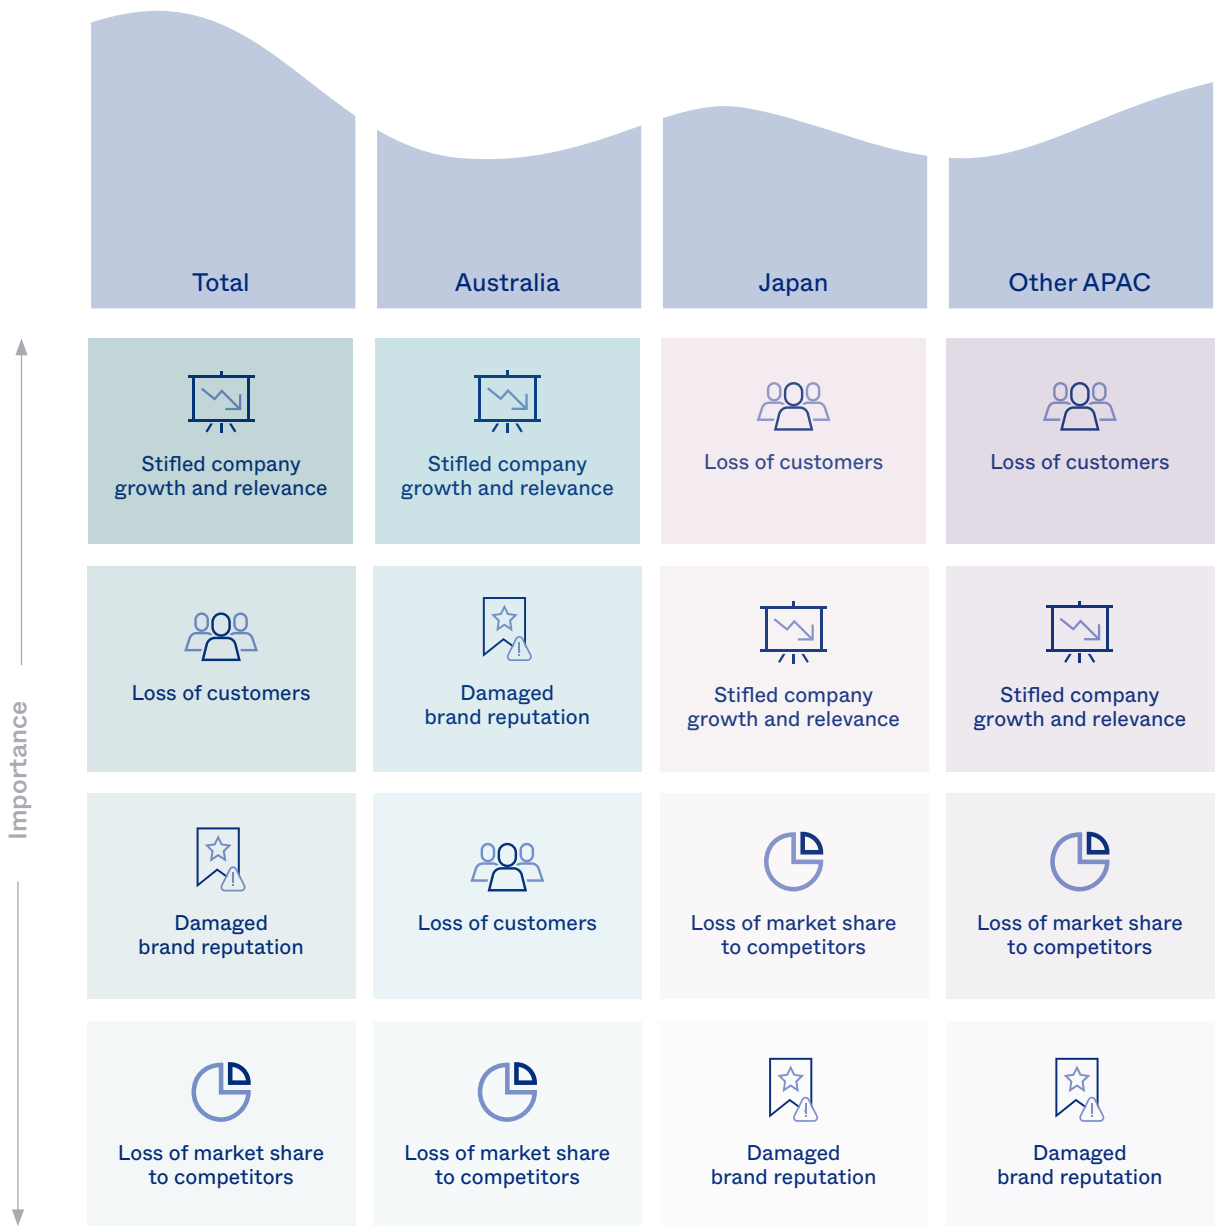 Total
Australia
Japan
Other APAC
Importance
Stifled company
growth and relevance
Stifled company
growth and relevance
Loss of customers
Loss of customers
Loss of customers
Damaged
brand reputation
Stifled company
growth and relevance
Stifled company
growth and relevance
Damaged
brand reputation
Loss of customers
Loss of market share
to competitors
Loss of market share
to competitors
Loss of market share
to competitors
Loss of market share
to competitors
Damaged
brand reputation
Damaged
brand reputation